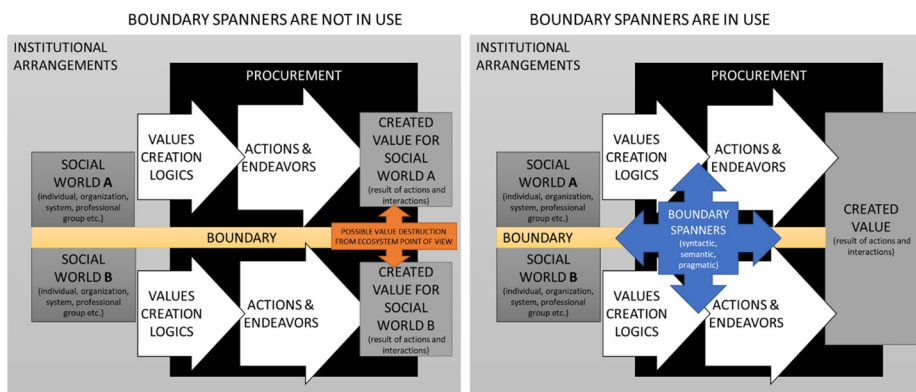 BOUNDARY SPANNERS ARE NOT IN USE
INSTITUTIONAL
ARRANGEMENTS
PROCUREMENT
VALUES
CREATION
LOGICS
ACTIONS &
ENDEAVORS
CREATED
VALUE FOR
SOCIAL
WORLD A
(result of actions and
interactions)
SOCIAL
WORLD A
(individual, organization,
system, professional
group etc.)
BOUNDARY
POSSIBLE VALUE DESTRUCTION
FROM ECOSYSTEM POINT OF VIEW
SOCIAL
WORLD B
(individual, organization,
system, professional
group etc.)
VALUES
CREATION
LOGICS
ACTIONS &
ENDEAVORS
CREATED
VALUE FOR
SOCIAL
WORLD B
(result of actions and
interactions)
BOUNDARY SPANNERS ARE IN USE
INSTITUTIONAL
ARRANGEMENTS
PROCUREMENT
VALUES
CREATION
LOGICS
ACTIONS &
ENDEAVORS
SOCIAL
WORLD A
(individual, organization,
system, professional
group etc.)
BOUNDARY
BOUNDARY
SPANNERS
(syntactic,
semantic,
pragmatic)
CREATED
VALUE
(result of actions and
interactions)
SOCIAL
WORLD B
(individual, organization,
system, professional
group etc.)
VALUES
CREATION
LOGICS
ACTIONS &
ENDEAVORS